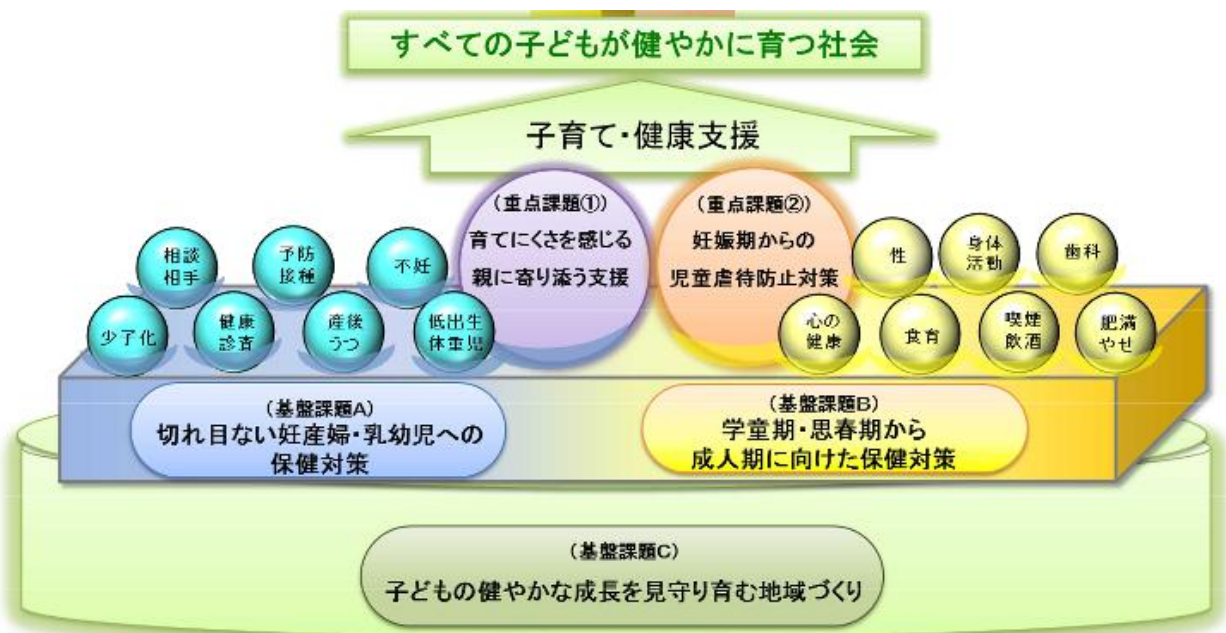 すべての子どもが健やかに育つ社会
子育て・健康支援
(重点課題①)
育てにくさを感じる
親に寄り添う支援
(重点課題②)
妊娠期からの
児童虐待防止対策
相談
相手
予防
接種
不妊
少子化
健康
診査
産後
うつ
低出生
体重児
性
身体
活動
歯科
心の
健康
食育
喫煙
飲酒
肥満
やせ
(基盤課題A)
切れ目ない妊産婦・乳幼児への
保健対策
(基盤課題B)
学童期・思春期から
成人期に向けた保健対策
(基盤課題C)
子どもの健やかな成長を見守り育む地域づくり